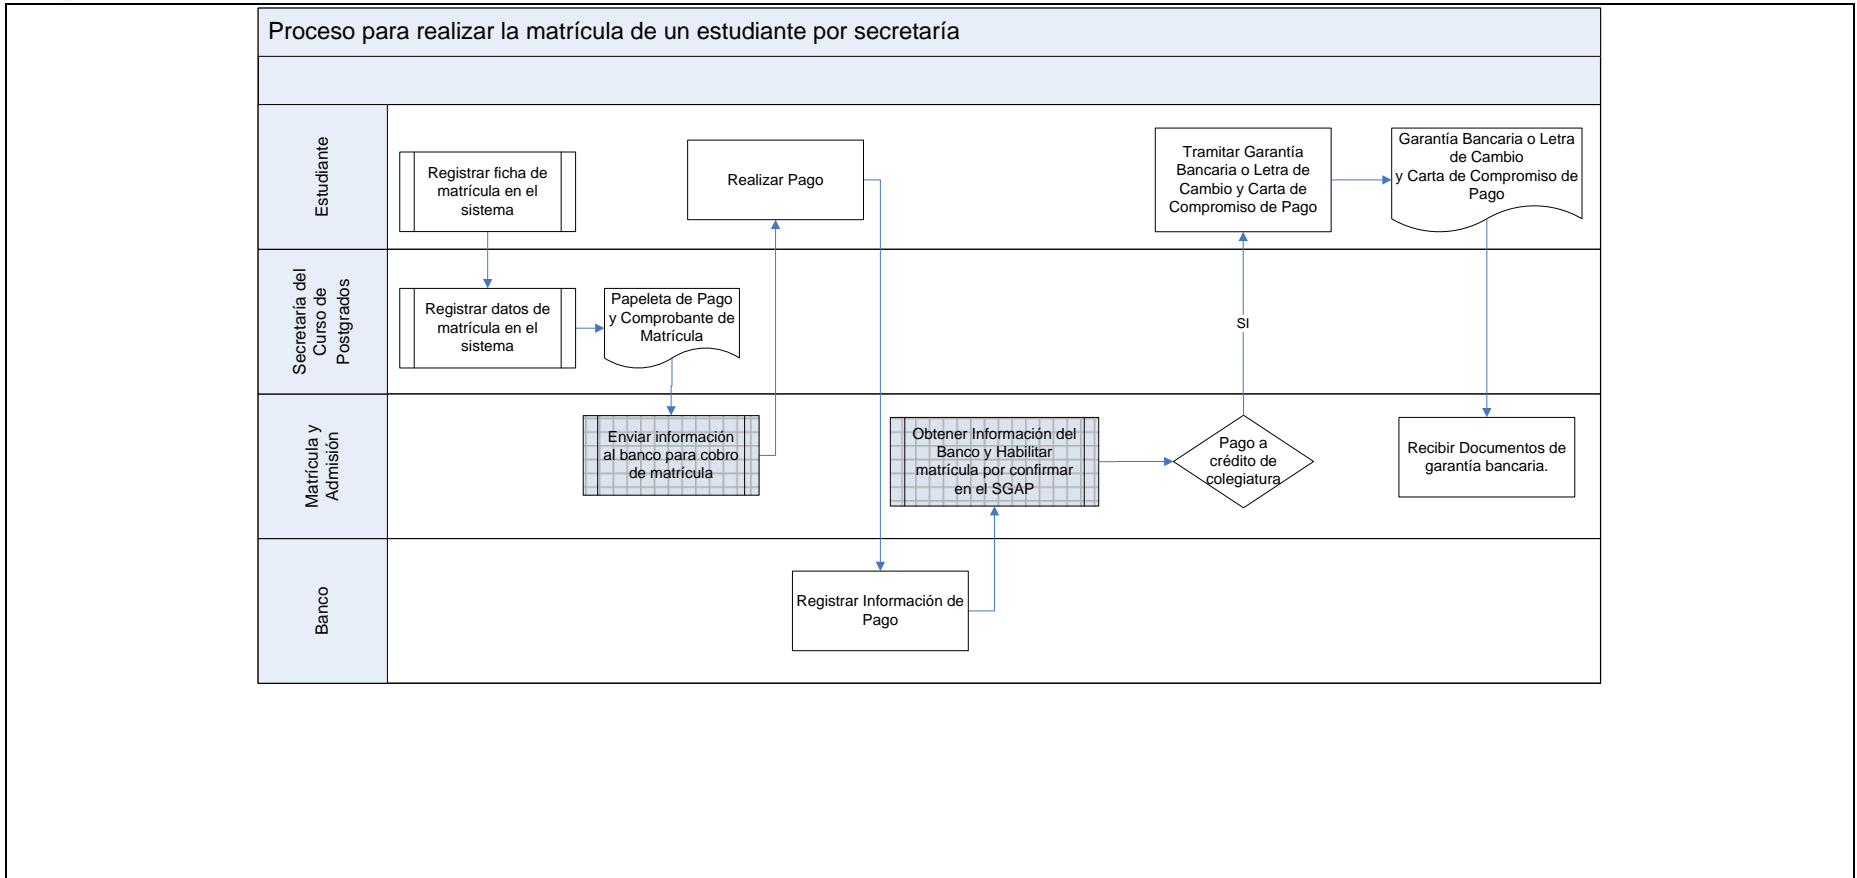 Proceso para realizar la matrícula de un estudiante por secretaría
Estudiante
Registrar ficha de
matrícula en el
sistema
Realizar Pago
Tramitar Garantía
Bancaria o Letra de
Cambio y Carta de
Compromiso de Pago
Garantía Bancaria o Letra
de Cambio
y Carta de Compromiso de
Pago
Secretaría del
Curso de
Postgrados
Registrar datos de
matrícula en el
sistema
Papeleta de Pago
y Comprobante de
Matrícula
SI
Matrícula y
Admisión
Enviar información
al banco para cobro
de matrícula
Obtener Información del
Banco y Habilitar
matrícula por confirmar
en el SGAP
Pago a
crédito de
colegiatura
Recibir Documentos de
garantía bancaria.
Banco
Registrar Información de
Pago